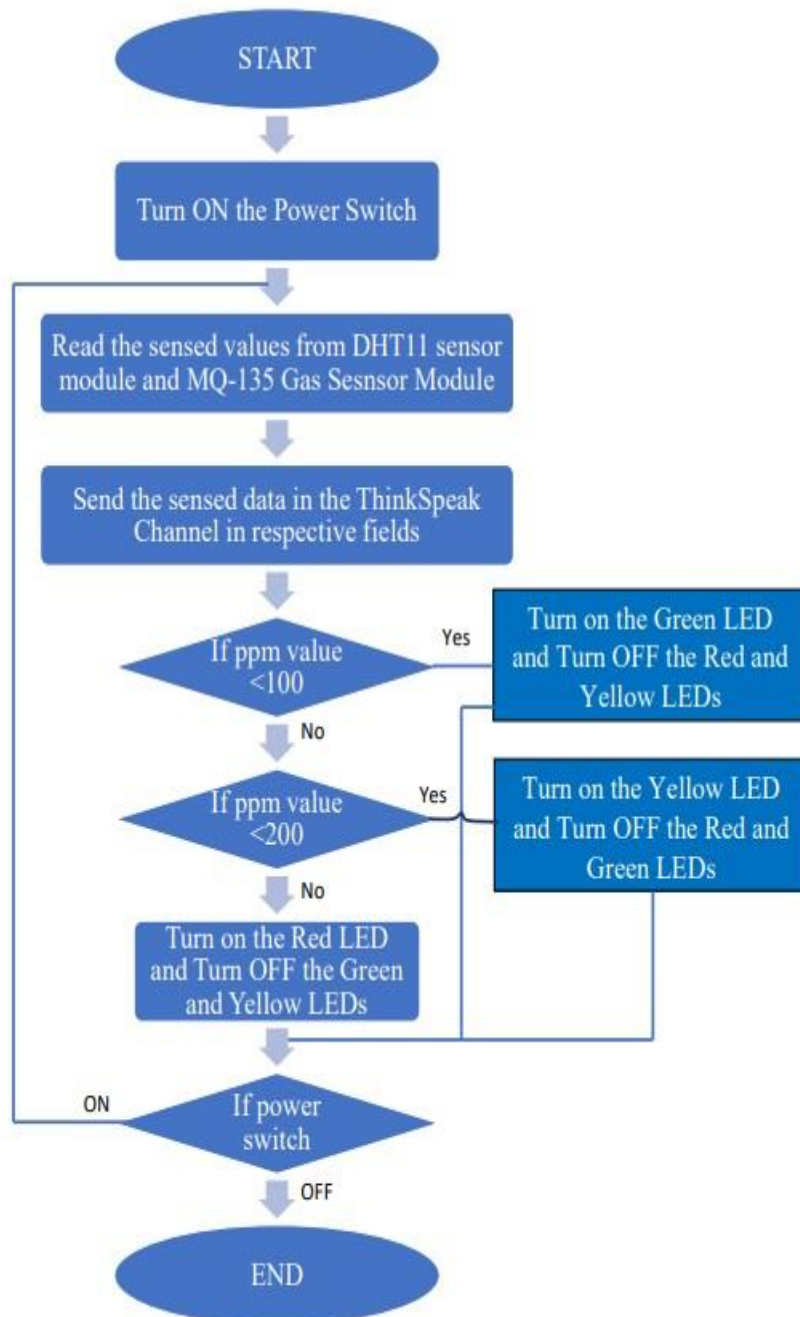 START
Turn ON the Power Switch
Read the sensed values from DHT11 sensor
module and MQ-135 Gas Sesnsor Module
Send the sensed data in the ThinkSpeak
Channel in respective fields
If ppm value
<100
Yes
Turn on the Green LED
and Turn OFF the Red and
Yellow LEDs
No
If ppm value
<200
Yes
Turn on the Yellow LED
and Turn OFF the Red and
Green LEDs
No
Turn on the Red LED
and Turn OFF the Green
and Yellow LEDs
ON
If power
switch
OFF
END